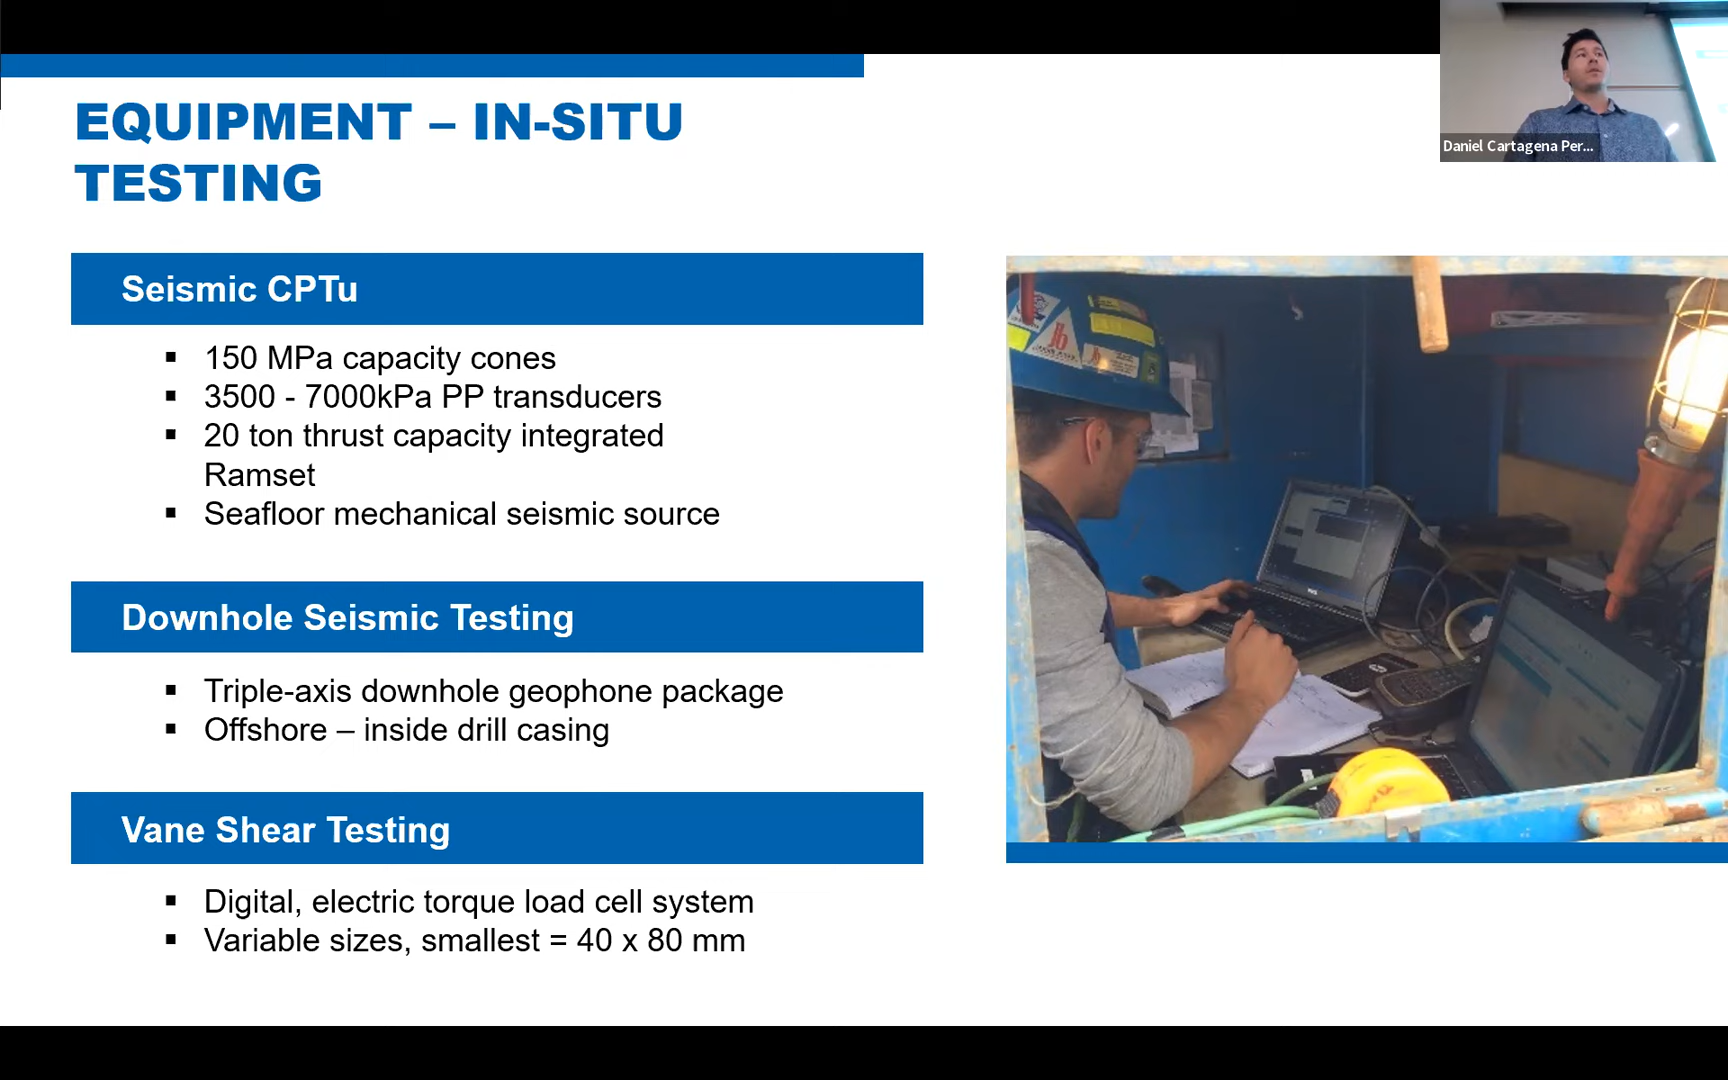 EQUIPMENT – IN-SITU
TESTING
Daniel Cartagena Per...
Seismic CPTu
▪ 150 MPa capacity cones
▪ 3500 - 7000kPa PP transducers
▪ 20 ton thrust capacity integrated
Ramset
▪ Seafloor mechanical seismic source
Downhole Seismic Testing
▪ Triple-axis downhole geophone package
▪ Offshore – inside drill casing
Vane Shear Testing
▪ Digital, electric torque load cell system
▪ Variable sizes, smallest = 40 x 80 mm